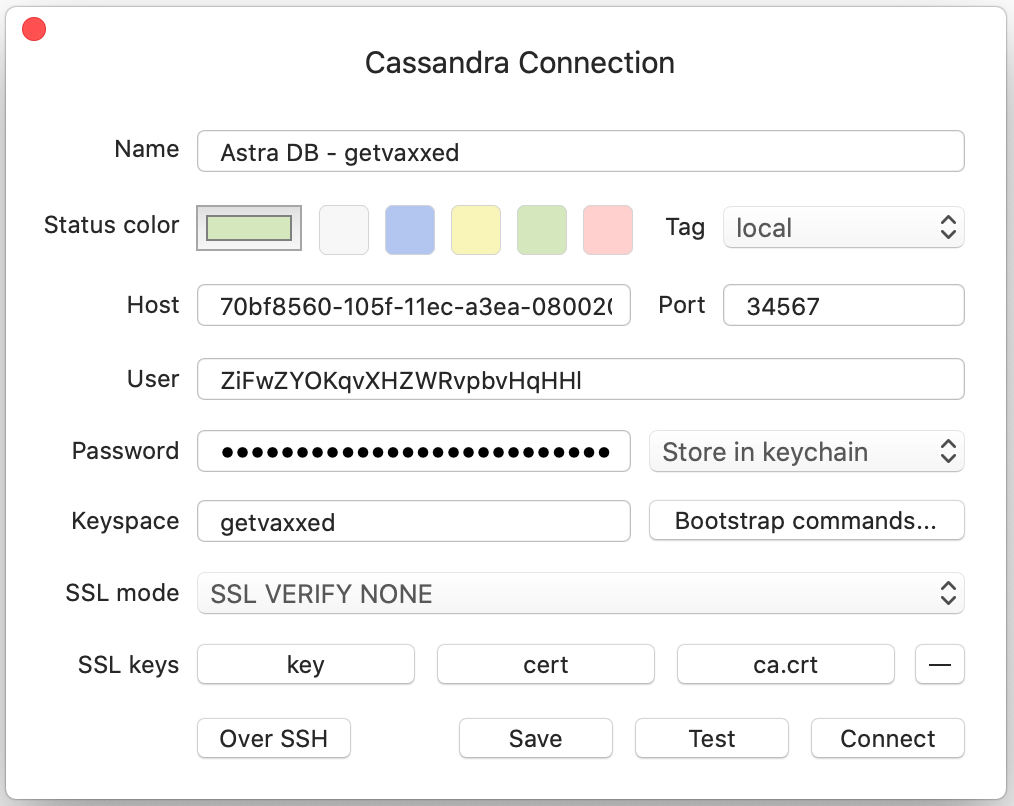 Cassandra Connection
Name Astra DB - getvaxxed
Status color Tag local
Host 70bf8560-105f-11ec-a3ea-080020 Port 34567
User ZiFwZYOKqvXHZWRvpbvHqHHl
Password •••••••••••••••••••••••••• Store in keychain
Keyspace getvaxxed Bootstrap commands...
SSL mode SSL VERIFY NONE
SSL keys key cert ca.crt —
Over SSH Save Test Connect